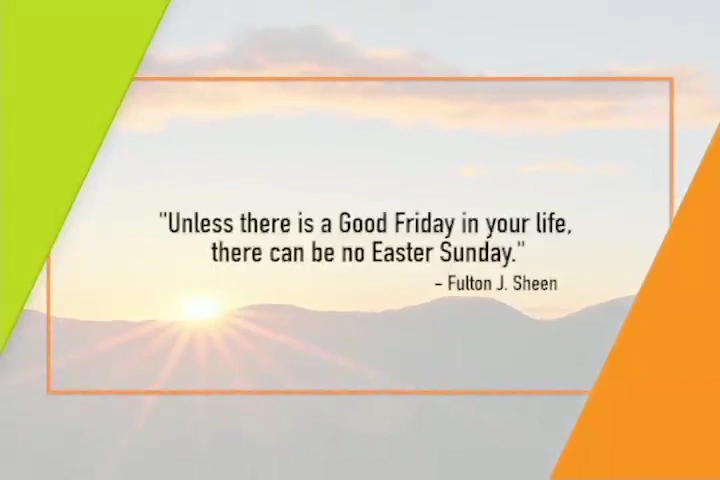 "Unless there is a Good Friday in your life,
there can be no Easter Sunday."
- Fulton J. Sheen